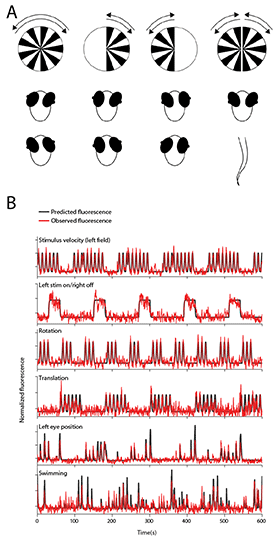 A
B
Predicted fluorescence
Observed fluorescence
Stimulus velocity (left field)
Left stim on/right off
Rotation
Translation
Left eye position
Swimming
Normalized fluorescence
0 100 200 300 400 500 600
Time(s)